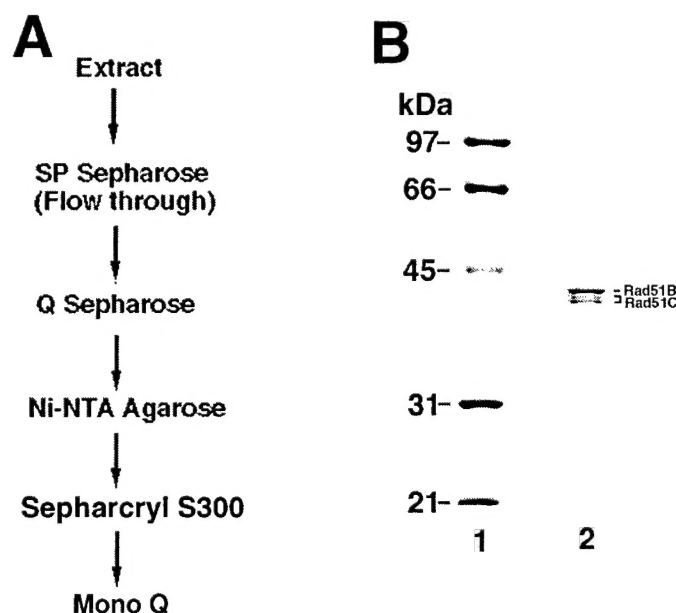 A
Extract
SP Sepharose
(Flow through)
Q Sepharose
Ni-NTA Agarose
Sepharcryl S300
Mono Q
B
kDa
97-
66-
45-
31-
21-
Rad51B
Rad51C
1 2